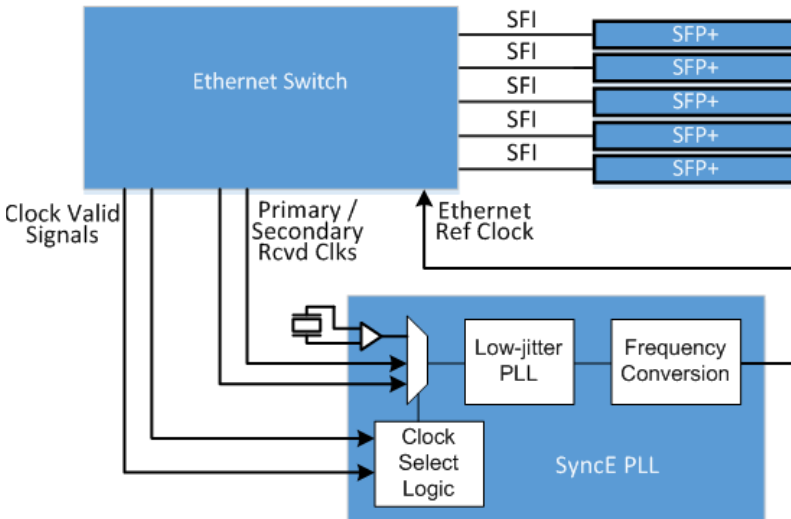 SFI
SFP+
SFI
SFP+
Ethernet Switch
SFI
SFP+
SFI
SFP+
SFI
SFP+
Clock Valid
Signals
Primary /
Secondary
Rcvd Clks
Ethernet
Ref Clock
Low-jitter
PLL
Frequency
Conversion
Clock
Select
Logic
SyncE PLL